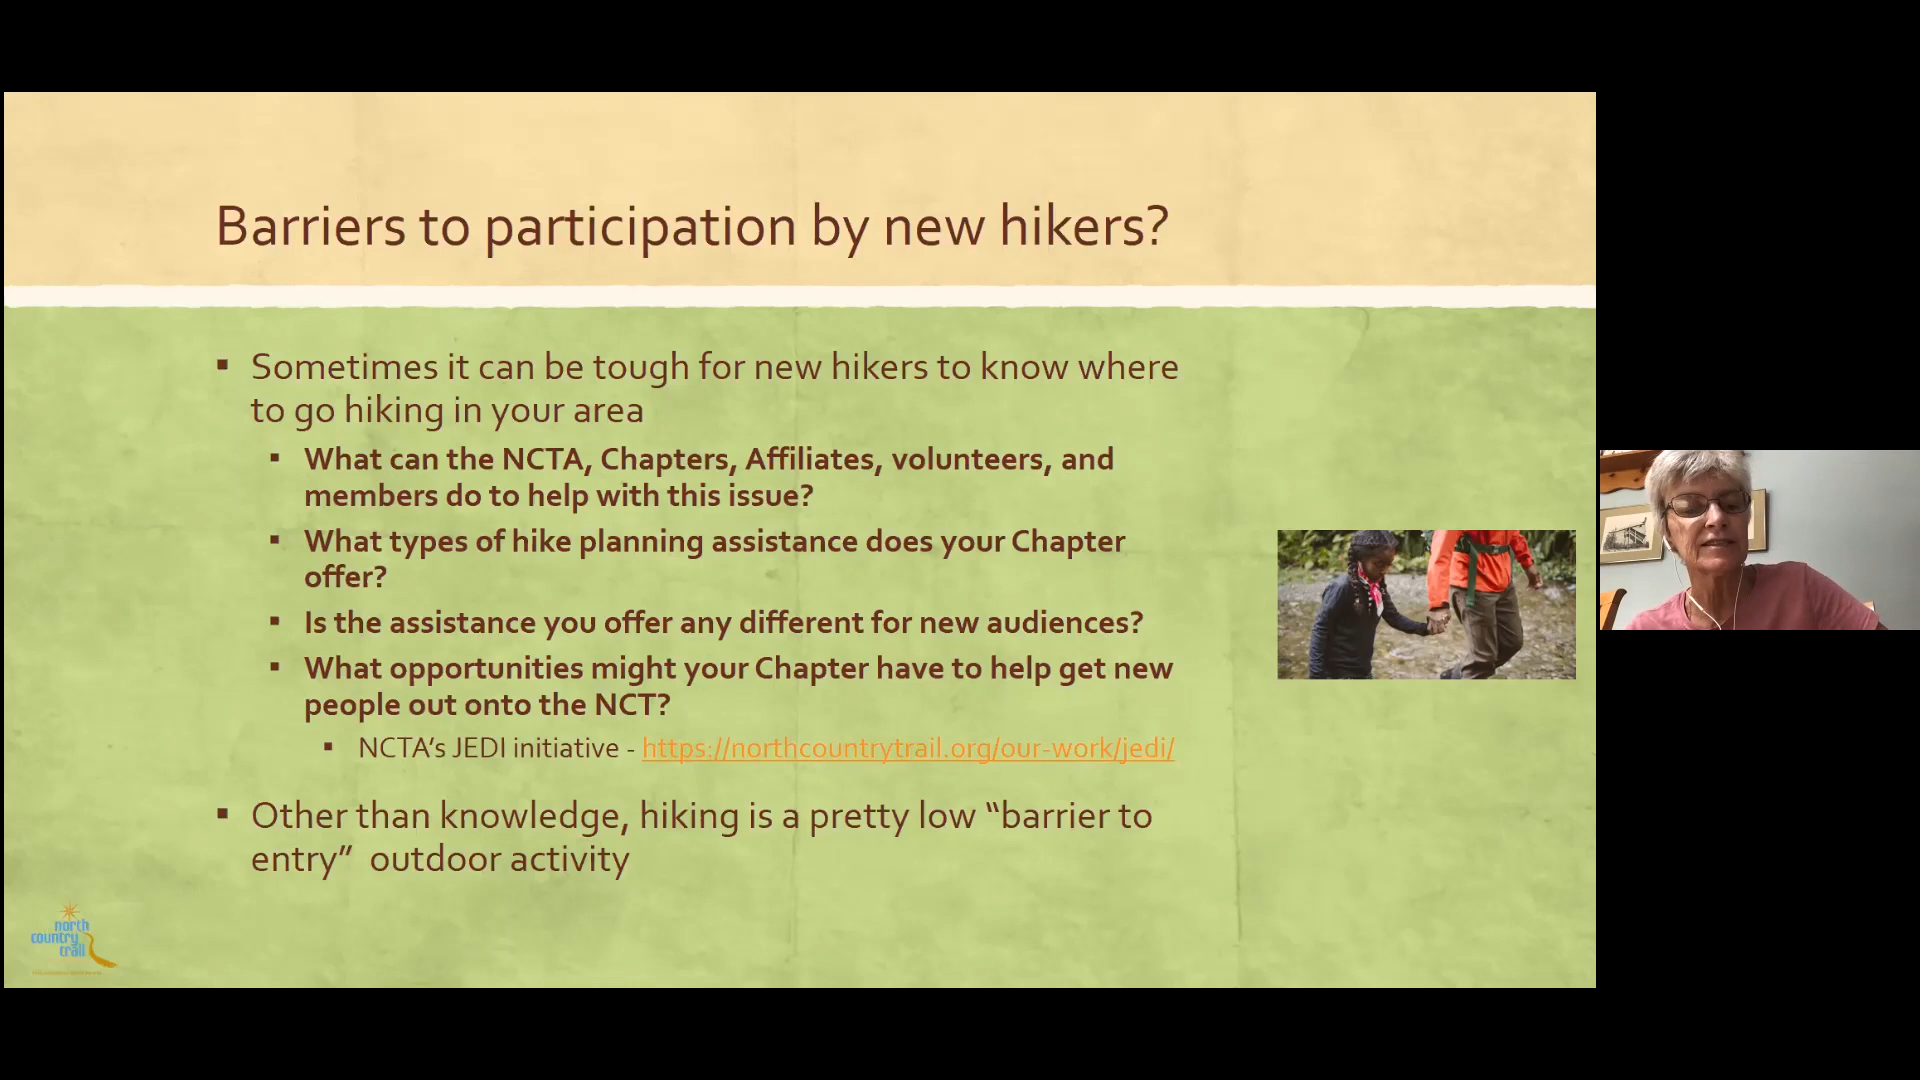 Barriers to participation by new hikers?
▪ Sometimes it can be tough for new hikers to know where
to go hiking in your area
▪ What can the NCTA, Chapters, Affiliates, volunteers, and
members do to help with this issue?
▪ What types of hike planning assistance does your Chapter
offer?
▪ Is the assistance you offer any different for new audiences?
▪ What opportunities might your Chapter have to help get new
people out onto the NCT?
▪ NCTA’s JEDI initiative - https://northcountrytrail.org/our-work/jedi/
▪ Other than knowledge, hiking is a pretty low “barrier to
entry”  outdoor activity
north
country
trail